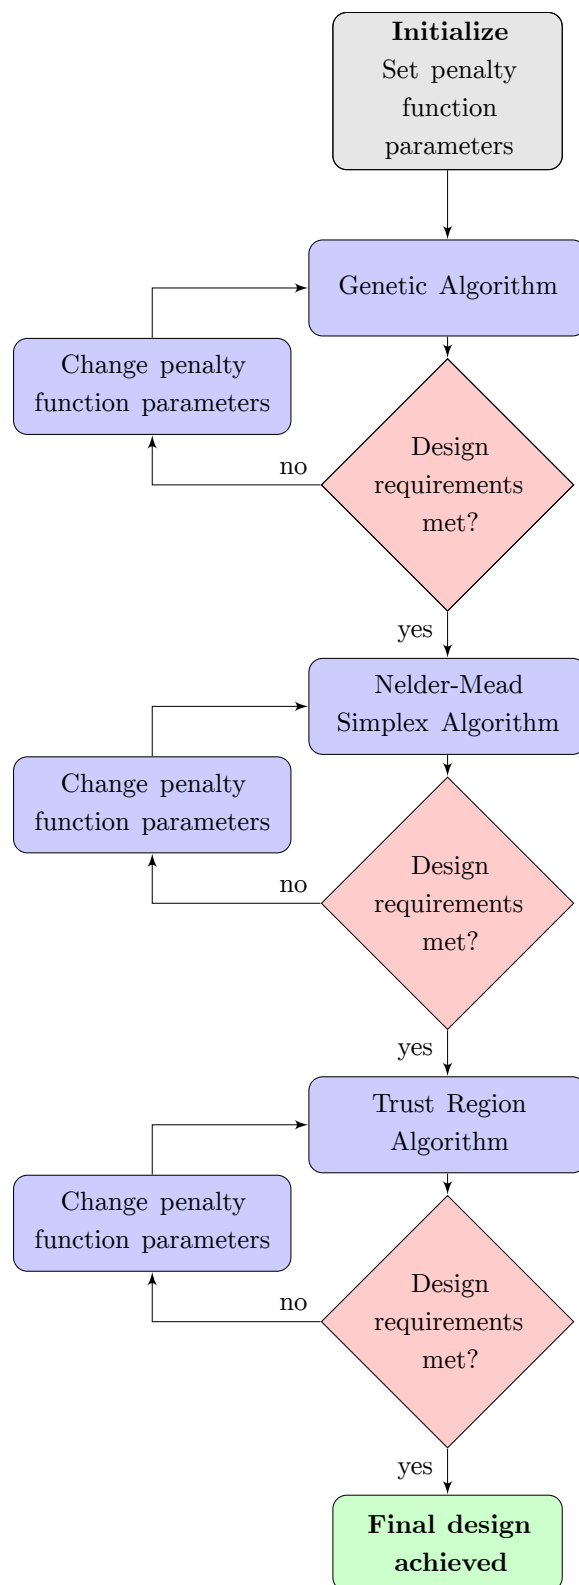 Initialize
Set penalty
function
parameters
Genetic Algorithm
Change penalty
function parameters
Design
requirements
met?
no
yes
Nelder-Mead
Simplex Algorithm
Change penalty
function parameters
Design
requirements
met?
no
yes
Trust Region
Algorithm
Change penalty
function parameters
Design
requirements
met?
no
yes
Final design
achieved